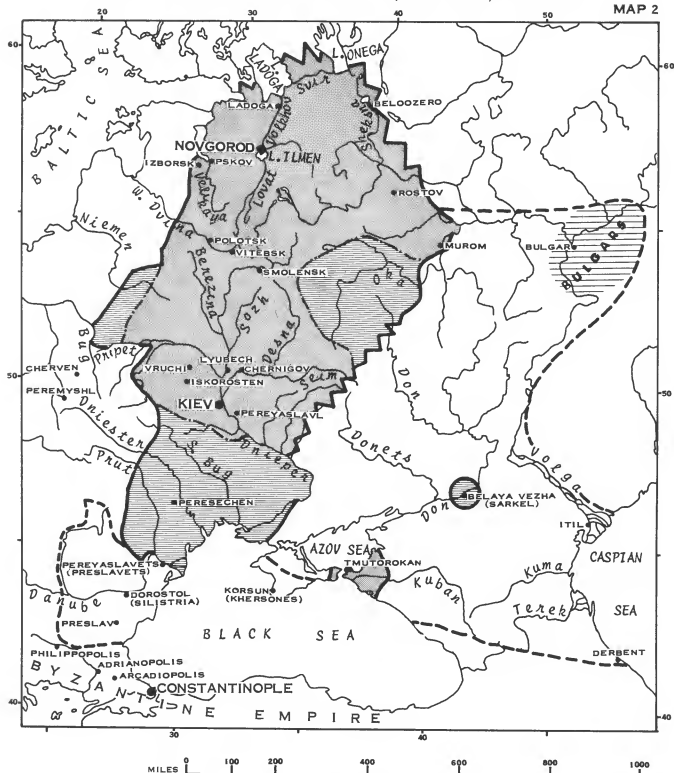 MAP 2
20
30
40
50
60
60
BALTIC SEA
L. ONEGA
LADOGA
Svir
LADOGA
Volkhov
BELOOZERO
Sheksna
NOVGOROD
L. ILMEN
IZBORSK
PSKOV
Velikaya
Lovat
ROSTOV
W. Dvina
Niemen
POLOTSK
VITEBSK
MUROM
BULGAR
BULGARS
SMOLENSK
Berezina
Oka
Sozh
Desna
Bug
Pripet
LYUBECH
CHERVEN
VRUCHI
CHERNIGOV
Seim
Don
50
50
PEREMYSHL
ISKOROSTEN
KIEV
PEREYASLAVL
Dniester
Dnieper
Donets
Prut
S. Bug
Volga
PERESECHEN
Don
BELAYA VEZHA
(SARKEL)
ITIL
AZOV SEA
TMUTOROKAN
CASPIAN
SEA
PEREYASLAVETS
(PRESLAVETS)
Kuban
Kuma
Danube
DOROSTOL
(SILISTRIA)
KORSUN
(KHERSONES)
Terek
PRESLAV
BLACK SEA
PHILIPPOPOLIS
DERBENT
ADRIANOPOLIS
ARCADIOPOLIS
CONSTANTINOPLE
BYZANTINE EMPIRE
40
40
30
40
MILES 0 100 200 400 600 800 1000